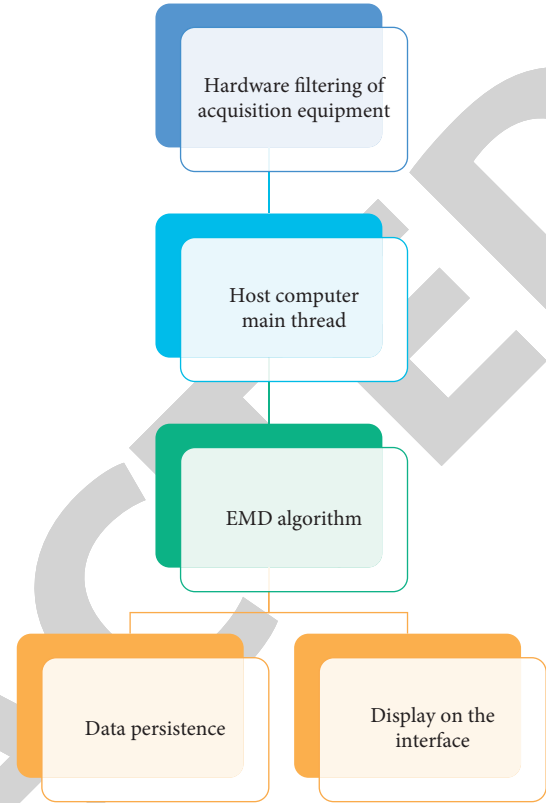 Hardware filtering of
acquisition equipment
Host computer
main thread
EMD algorithm
Data persistence
Display on the
interface